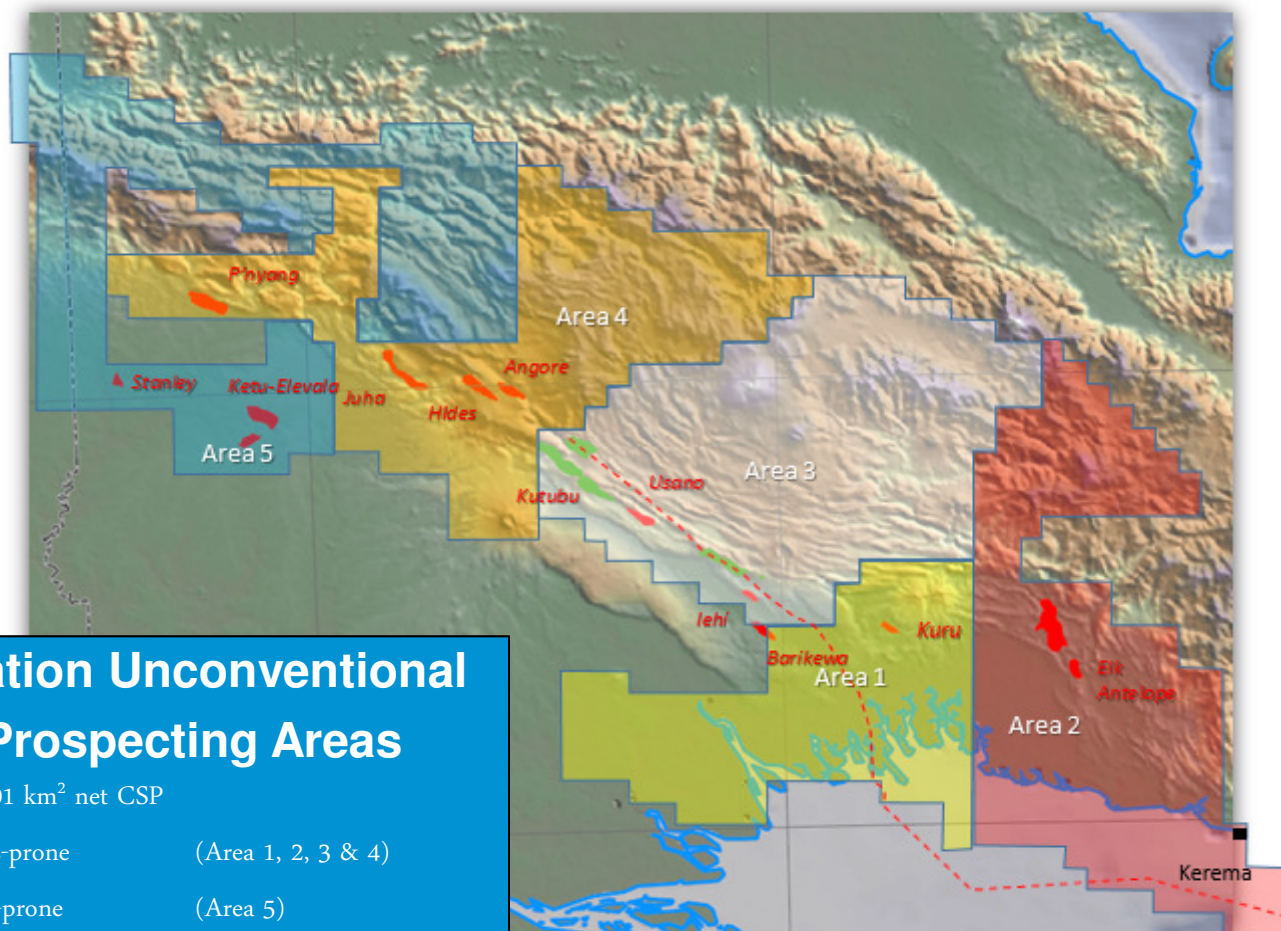 P'nyang
Area 4
Stanley
Ketu-Elevala
Juha
Hides
Angore
Area 5
Kutubu
Usano
Area 3
Iehi
Barikewa
Kuru
Area 1
Elk
Antelope
Area 2
Kerema
ation Unconventional
Prospecting Areas
01 km² net CSP
-prone (Area 1, 2, 3 & 4)
-prone (Area 5)